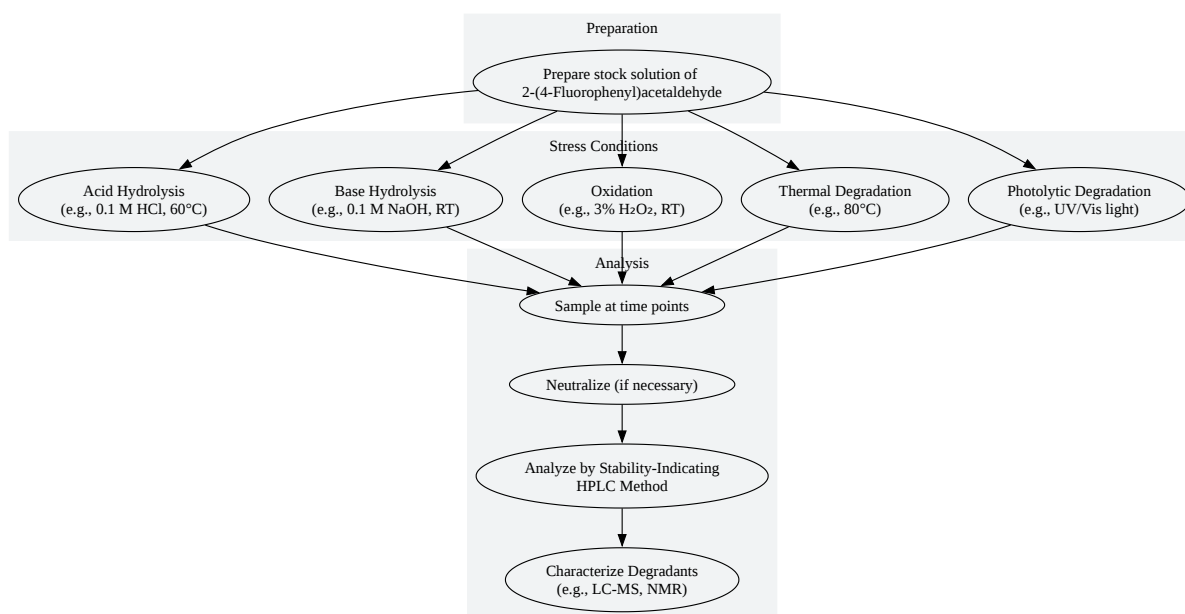 Preparation
Prepare stock solution of
2-(4-Fluorophenyl)acetaldehyde
Stress Conditions
Acid Hydrolysis
(e.g., 0.1 M HCl, 60°C)
Base Hydrolysis
(e.g., 0.1 M NaOH, RT)
Oxidation
(e.g., 3% H₂O₂, RT)
Thermal Degradation
(e.g., 80°C)
Photolytic Degradation
(e.g., UV/Vis light)
Analysis
Sample at time points
Neutralize (if necessary)
Analyze by Stability-Indicating
HPLC Method
Characterize Degradants
(e.g., LC-MS, NMR)